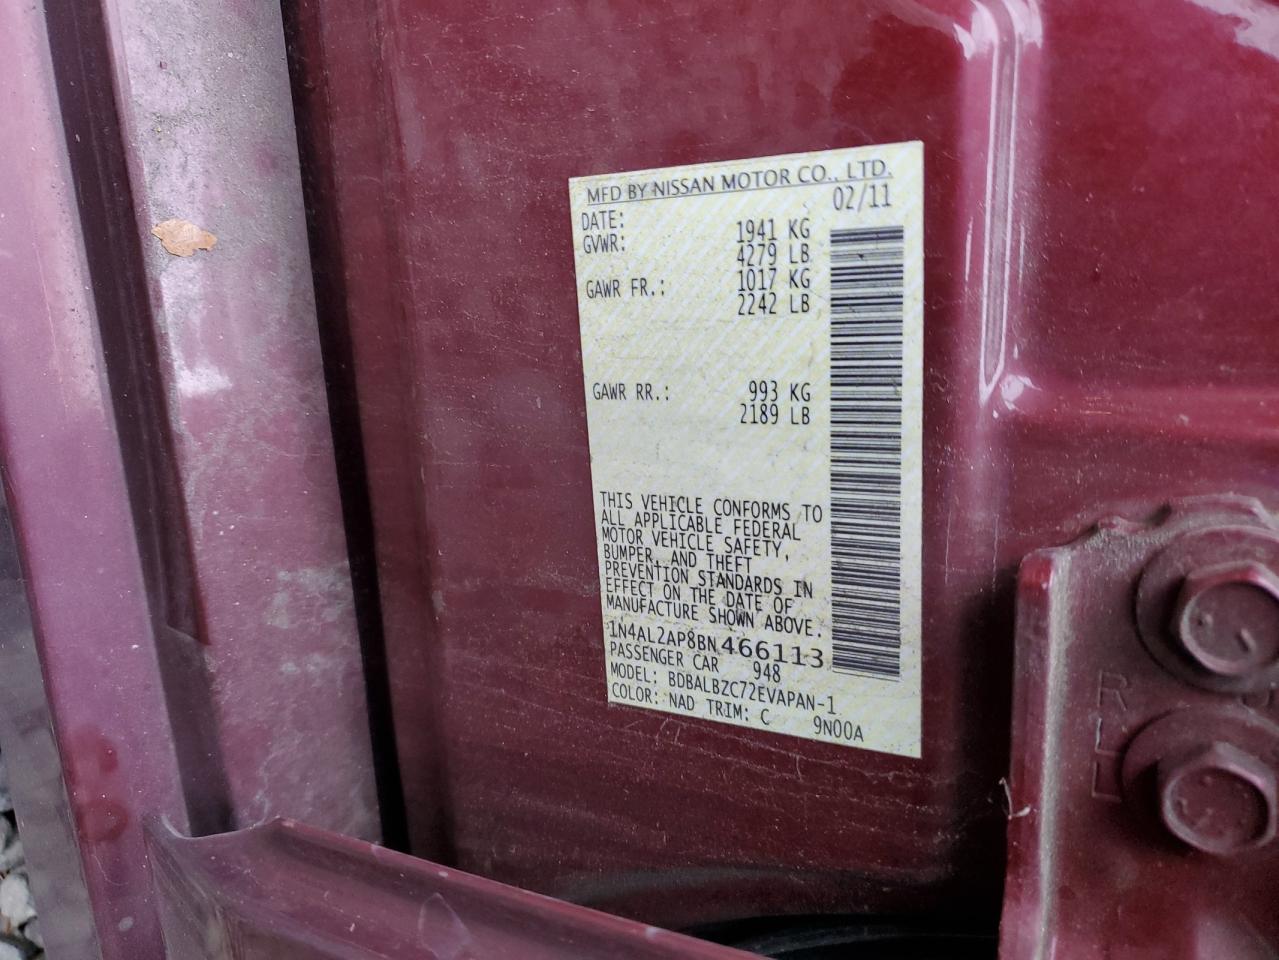 MFD BY NISSAN MOTOR CO., LTD.
DATE: 02/11
GVWR: 1941 KG
4279 LB
GAWR FR.: 1017 KG
2242 LB
GAWR RR.: 993 KG
2189 LB
THIS VEHICLE CONFORMS TO
ALL APPLICABLE FEDERAL
MOTOR VEHICLE SAFETY,
BUMPER, AND THEFT
PREVENTION STANDARDS IN
EFFECT ON THE DATE OF
MANUFACTURE SHOWN ABOVE.
1N4AL2AP8BN466113
PASSENGER CAR 948
MODEL: BDBALBZC72EVAPAN-1
COLOR: NAD TRIM: C 9N00A